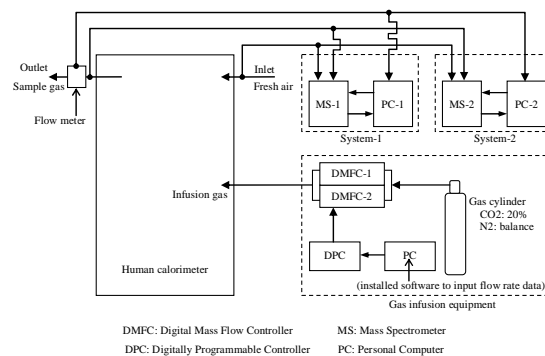 Outlet
Sample gas
Flow meter
Inlet
Fresh air
MS-1
PC-1
System-1
MS-2
PC-2
System-2
Infusion gas
Human calorimeter
DMFC-1
DMFC-2
DPC
PC
Gas cylinder
CO2: 20%
N2: balance
(installed software to input flow rate data)
Gas infusion equipment
DMFC: Digital Mass Flow Controller
MS: Mass Spectrometer
DPC: Digitally Programmable Controller
PC: Personal Computer